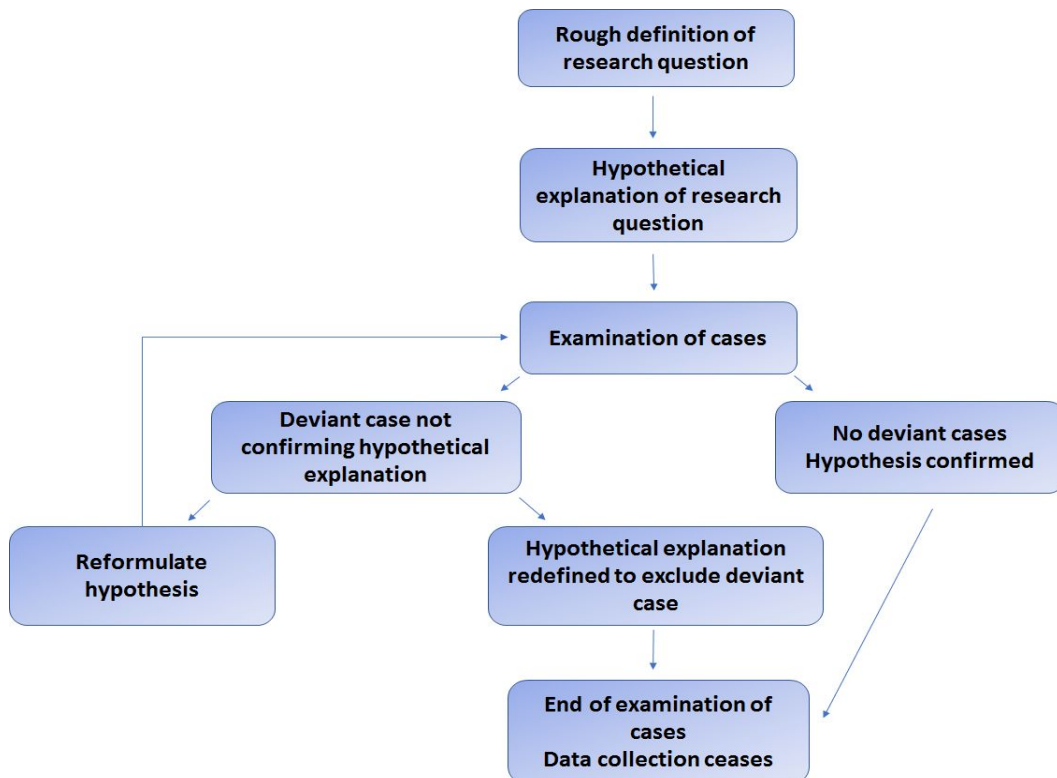 Rough definition of
research question
Hypothetical
explanation of research
question
Examination of cases
Deviant case not
confirming hypothetical
explanation
No deviant cases
Hypothesis confirmed
Reformulate
hypothesis
Hypothetical explanation
redefined to exclude deviant
case
End of examination of
cases
Data collection ceases